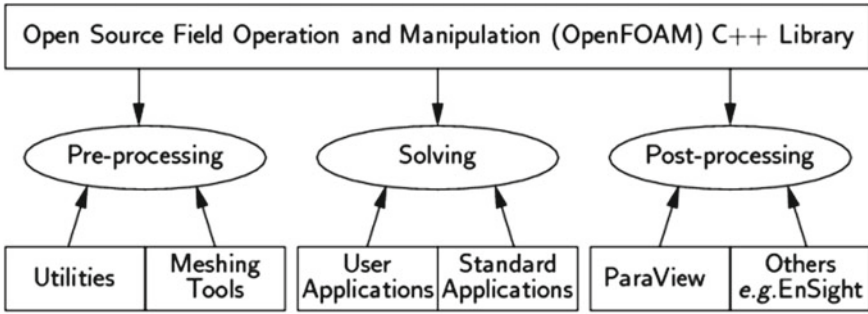 Open Source Field Operation and Manipulation (OpenFOAM) C++ Library
Pre-processing
Solving
Post-processing
Utilities
Meshing
Tools
User
Applications
Standard
Applications
ParaView
Others
e.g.EnSight